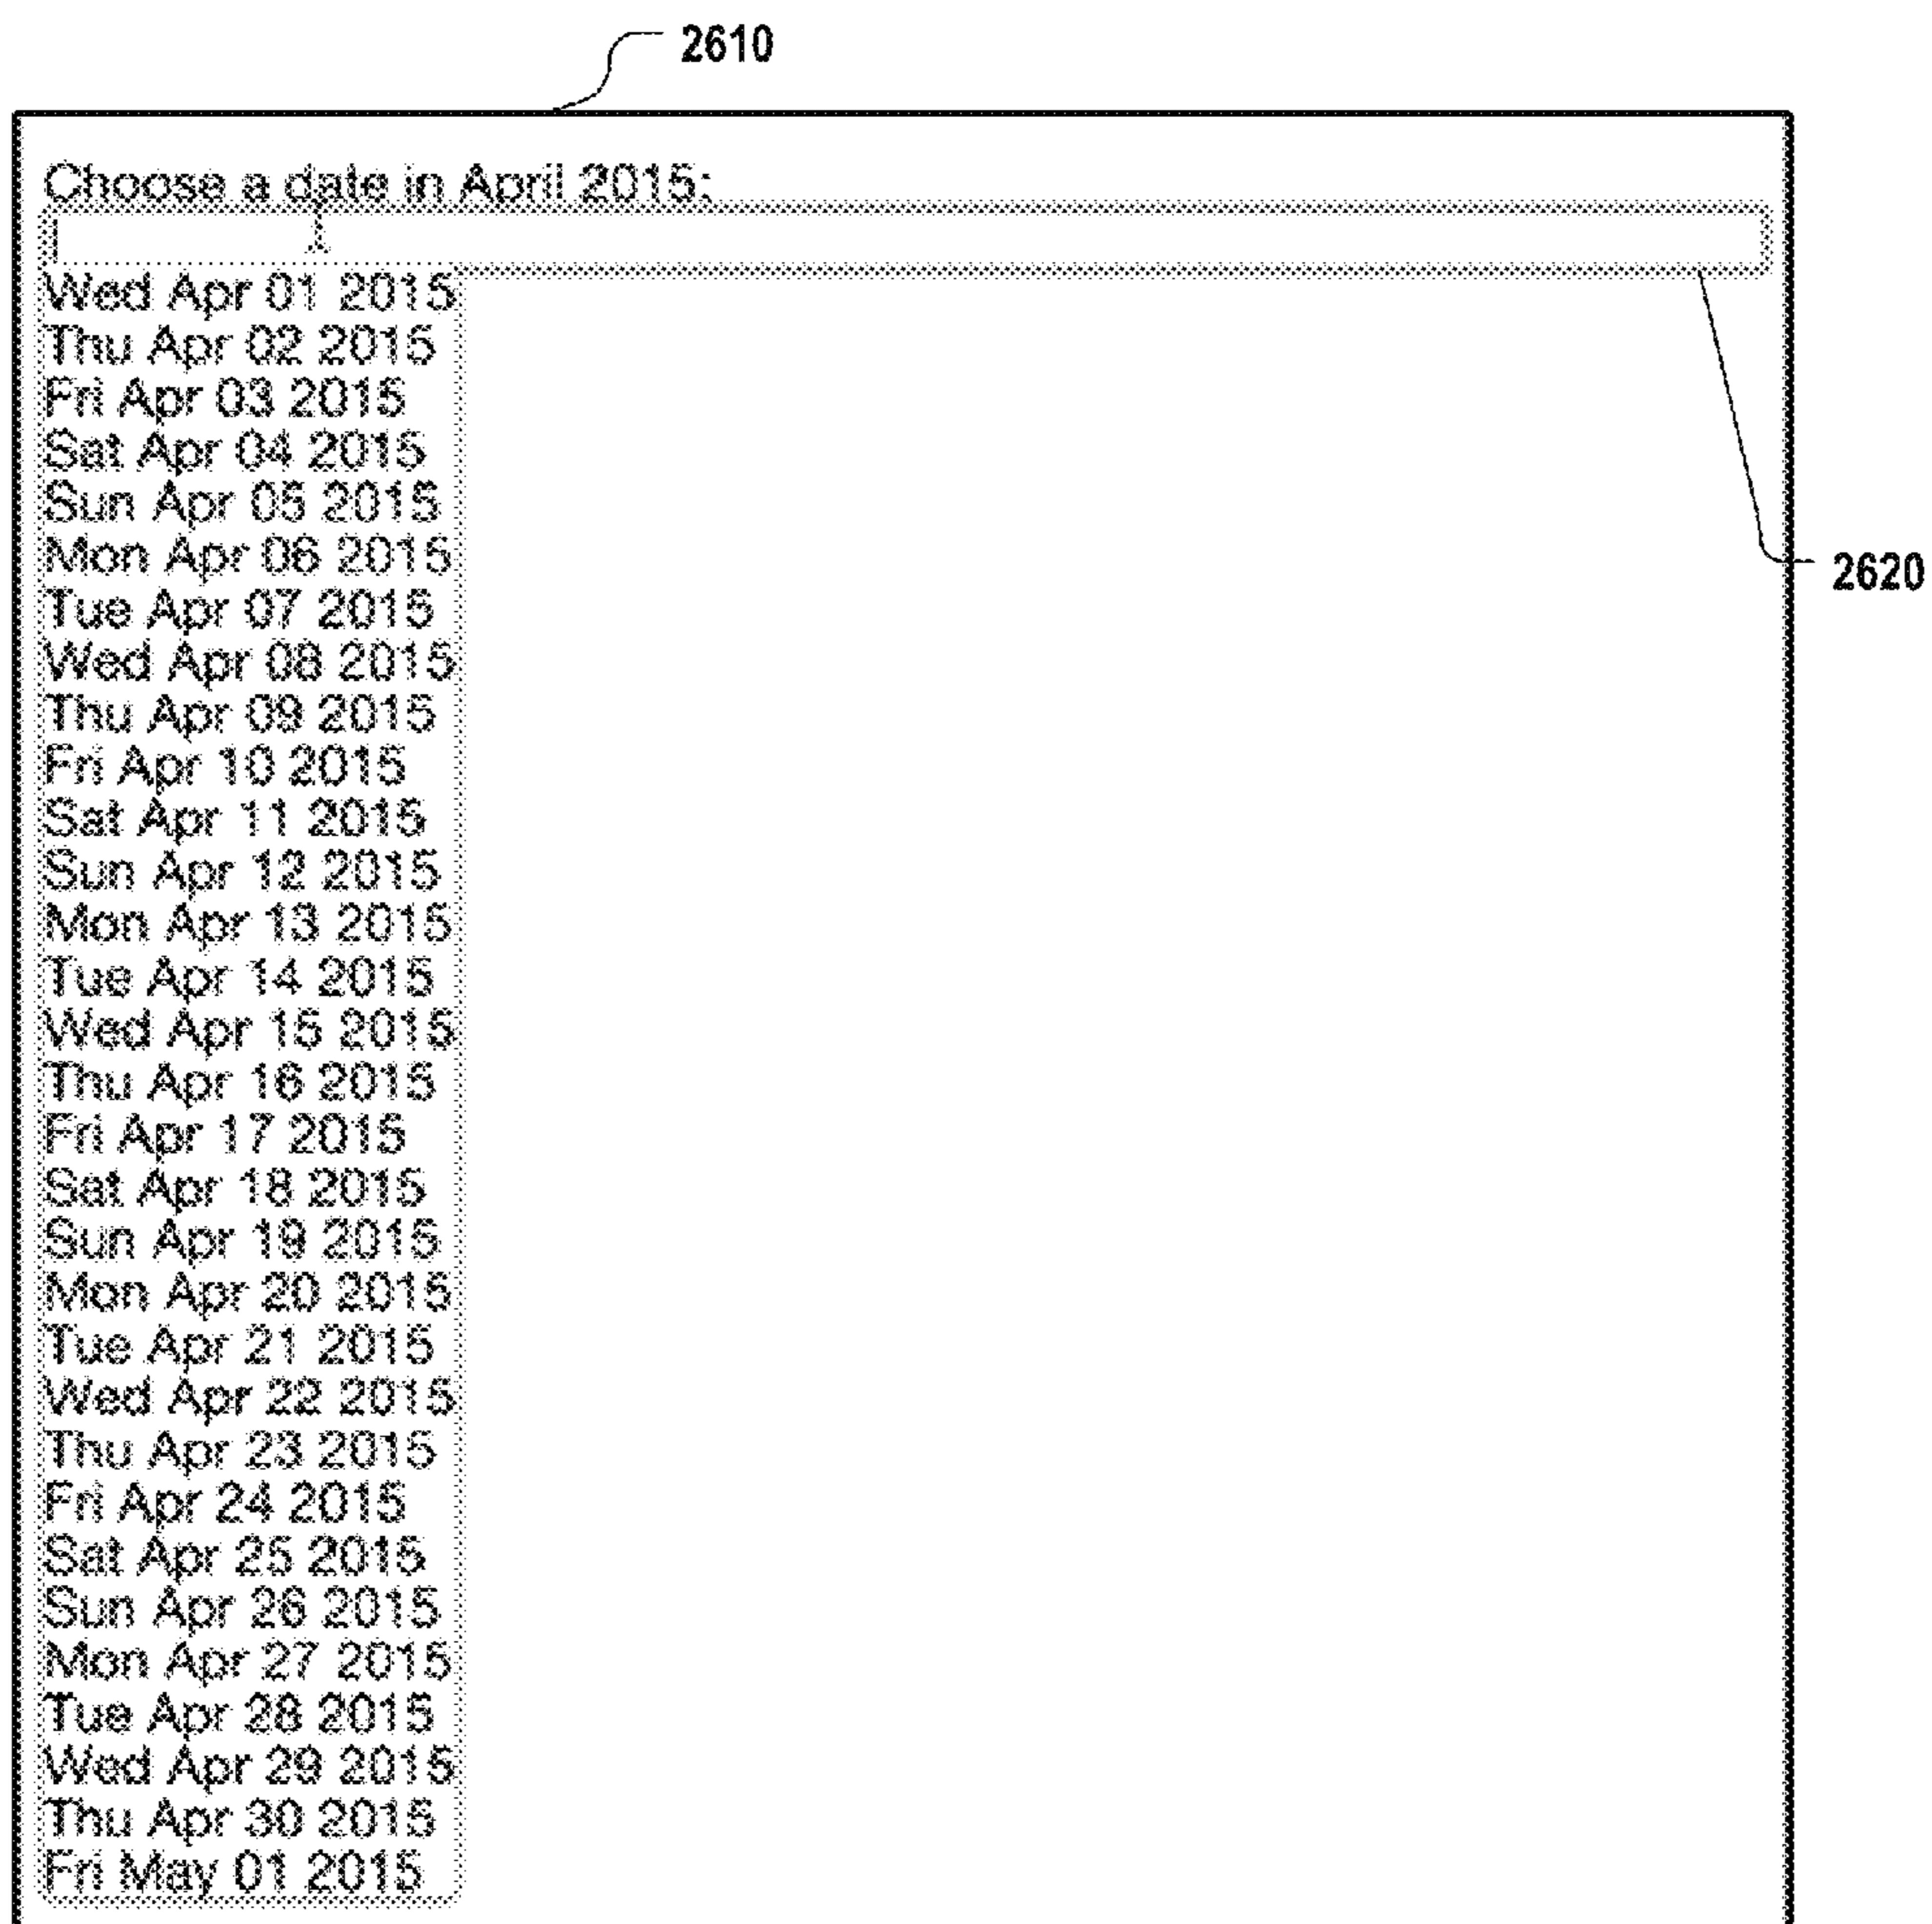 2610
Choose a date in April 2015:
Wed Apr 01 2015
Thu Apr 02 2015
Fri Apr 03 2015
Sat Apr 04 2015
Sun Apr 05 2015
Mon Apr 06 2015
Tue Apr 07 2015
Wed Apr 08 2015
Thu Apr 09 2015
Fri Apr 10 2015
Sat Apr 11 2015
Sun Apr 12 2015
Mon Apr 13 2015
Tue Apr 14 2015
Wed Apr 15 2015
Thu Apr 16 2015
Fri Apr 17 2015
Sat Apr 18 2015
Sun Apr 19 2015
Mon Apr 20 2015
Tue Apr 21 2015
Wed Apr 22 2015
Thu Apr 23 2015
Fri Apr 24 2015
Sat Apr 25 2015
Sun Apr 26 2015
Mon Apr 27 2015
Tue Apr 28 2015
Wed Apr 29 2015
Thu Apr 30 2015
Fri May 01 2015
2620